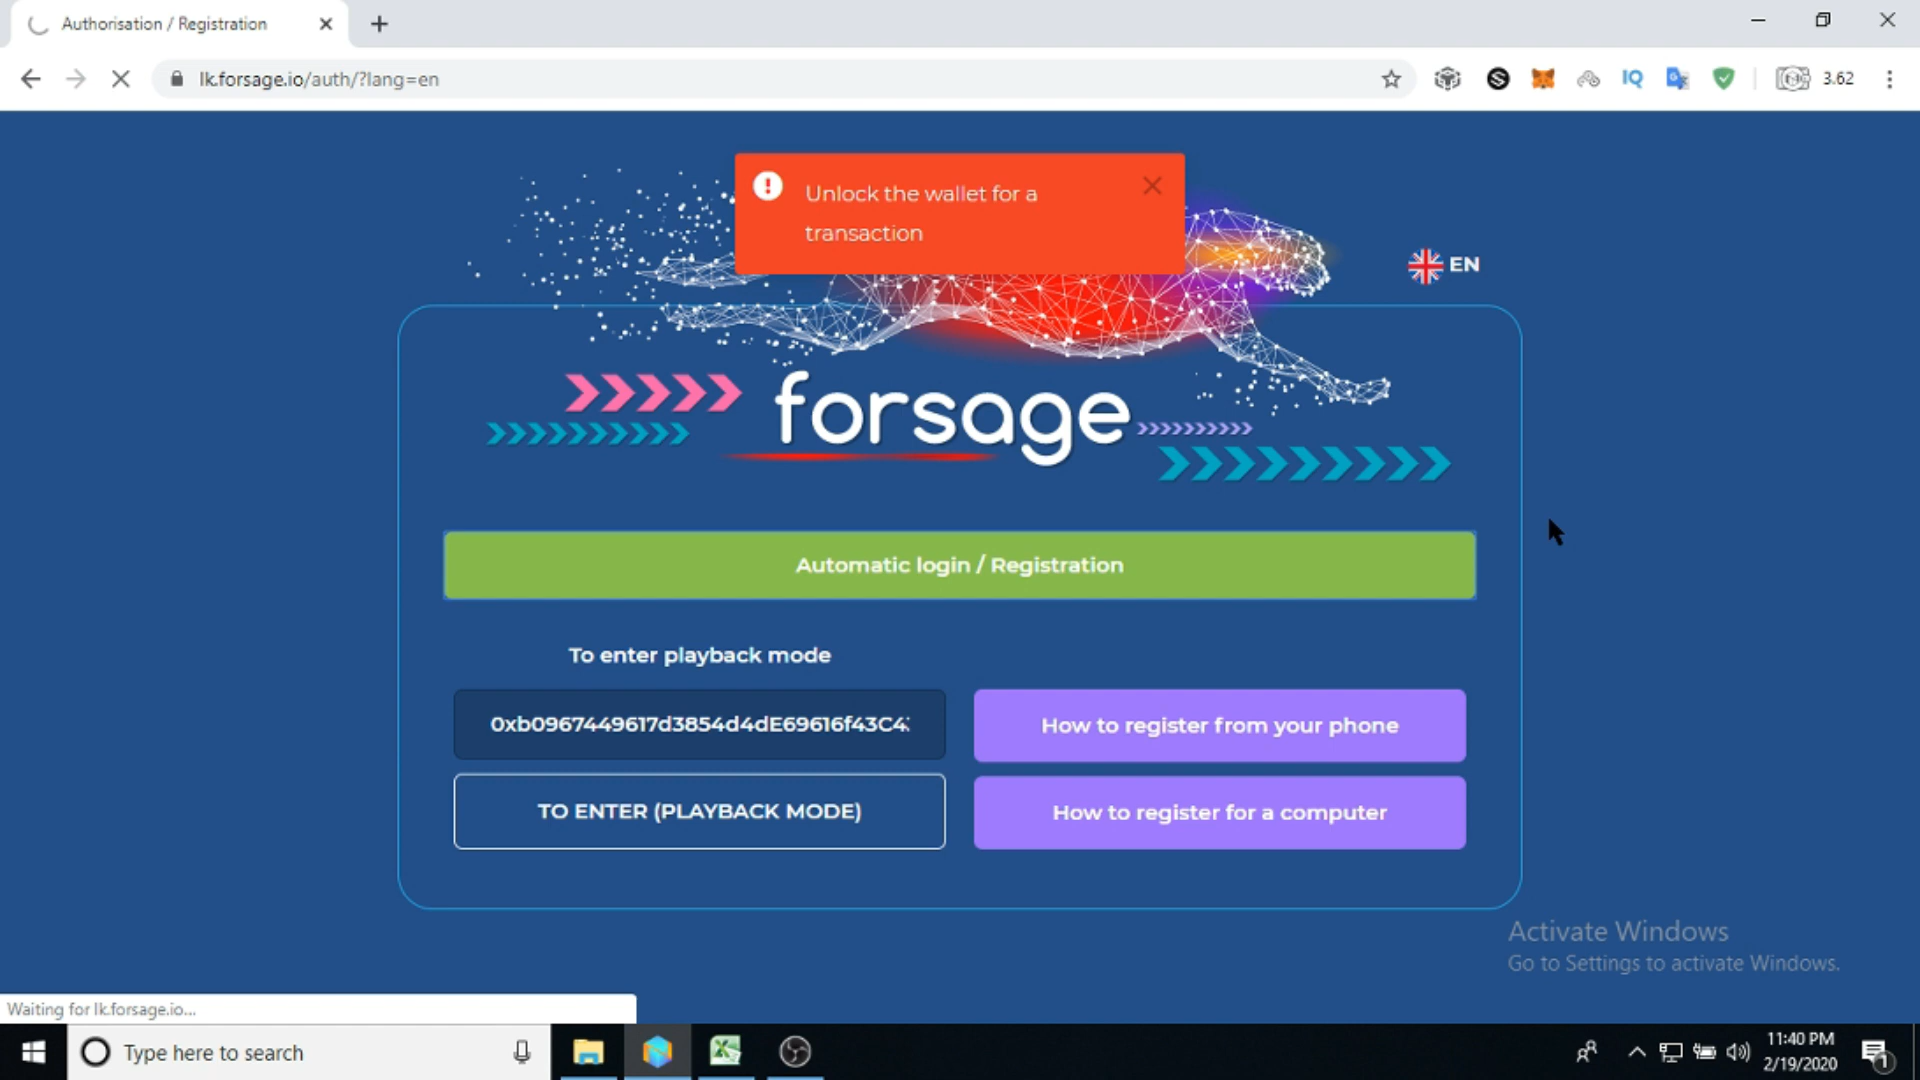 Authorisation / Registration
lk.forsage.io/auth/?lang=en
IQ
3.62
Unlock the wallet for a
transaction
EN
forsage
Automatic login / Registration
To enter playback mode
0xb0967449617d3854d4dE69616f43C4
How to register from your phone
TO ENTER (PLAYBACK MODE)
How to register for a computer
Activate Windows
Go to Settings to activate Windows.
Waiting for lk.forsage.io...
Type here to search
11:40 PM
2/19/2020
1